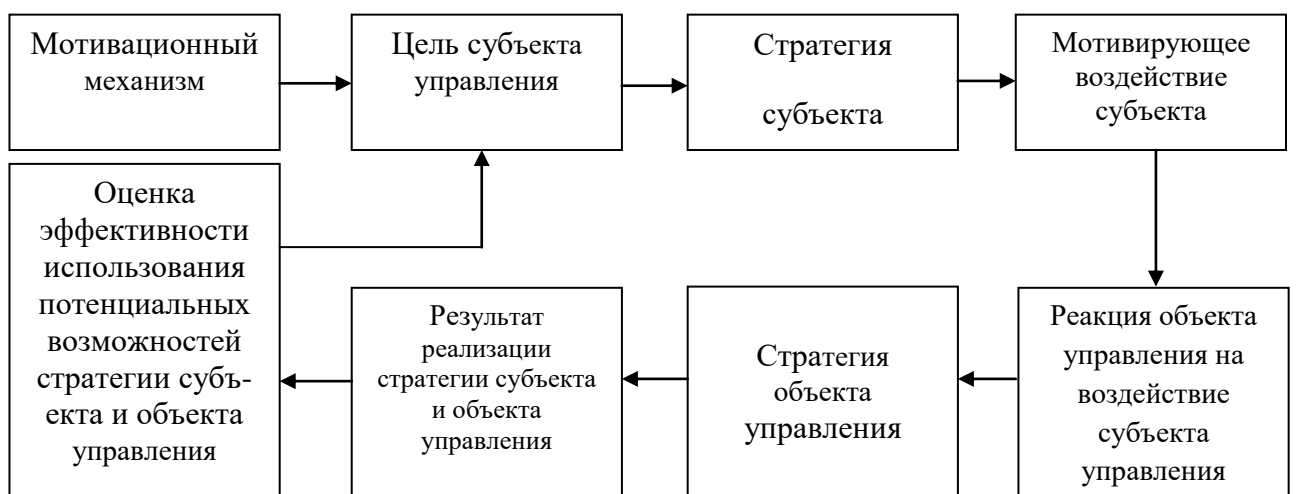 Мотивационный
механизм
Цель субъекта
управления
Стратегия
субъекта
Мотивирующее
воздействие
субъекта
Реакция объекта
управления на
воздействие
субъекта
управления
Стратегия
объекта
управления
Результат
реализации
стратегии субъекта
и объекта
управления
Оценка
эффективности
использования
потенциальных
возможностей
стратегии субъ-
екта и объекта
управления